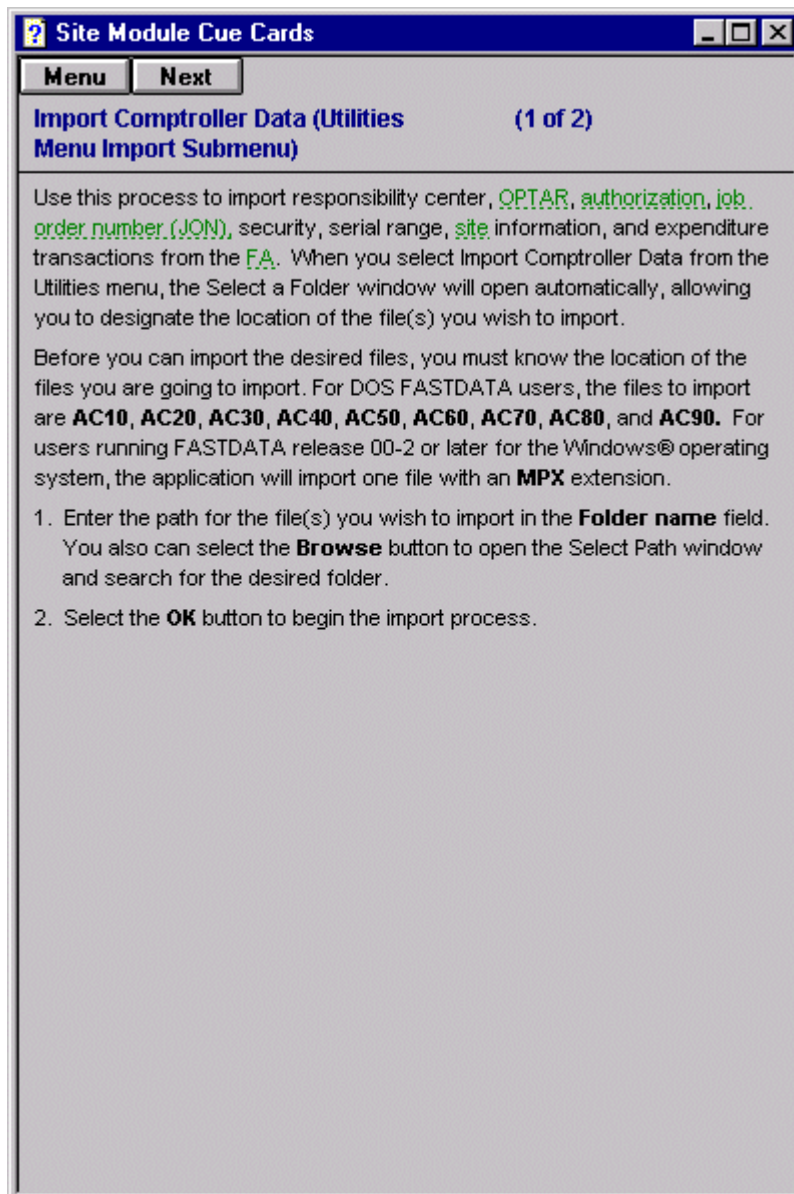 Site Module Cue Cards
Menu Next
Import Comptroller Data (Utilities (1 of 2)
Menu Import Submenu)
Use this process to import responsibility center, OPTAR, authorization, job
order number (JON), security, serial range, site information, and expenditure
transactions from the FA. When you select Import Comptroller Data from the
Utilities menu, the Select a Folder window will open automatically, allowing
you to designate the location of the file(s) you wish to import.
Before you can import the desired files, you must know the location of the
files you are going to import. For DOS FASTDATA users, the files to import
are AC10, AC20, AC30, AC40, AC50, AC60, AC70, AC80, and AC90. For
users running FASTDATA release 00-2 or later for the Windows® operating
system, the application will import one file with an MPX extension.
1. Enter the path for the file(s) you wish to import in the Folder name field.
You also can select the Browse button to open the Select Path window
and search for the desired folder.
2. Select the OK button to begin the import process.